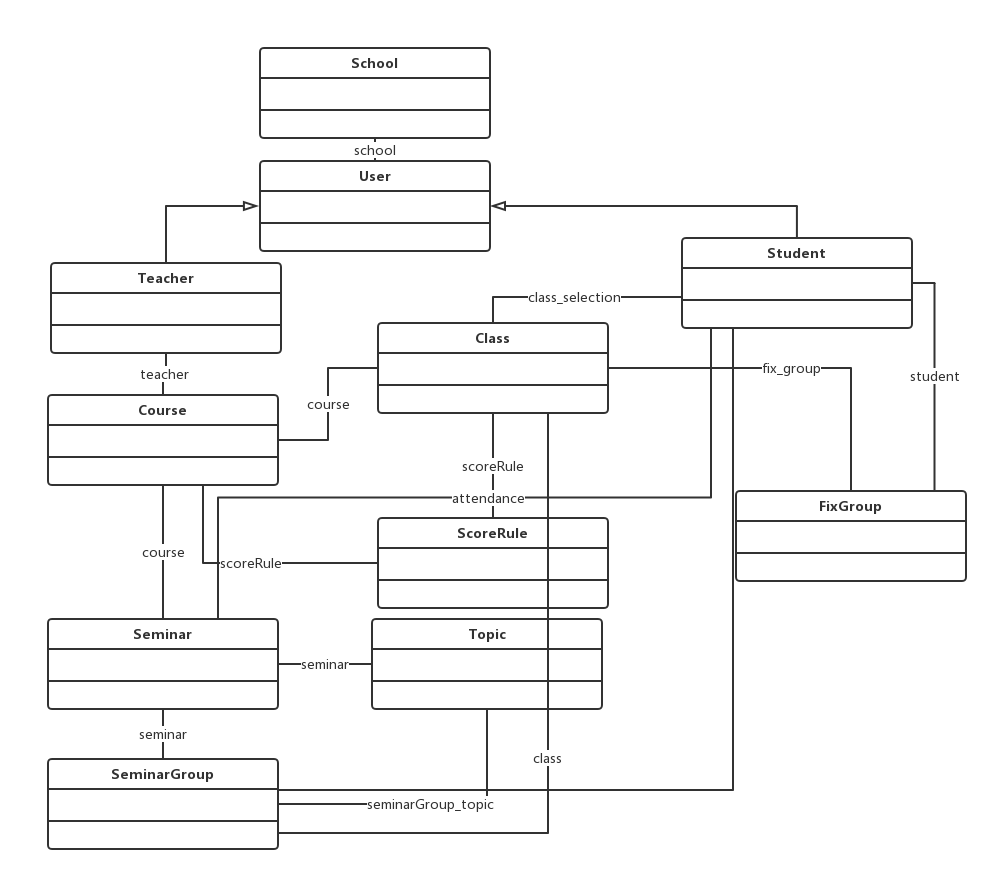 School
school
User
Student
Teacher
class_selection
Class
fix_group
teacher
student
Course
course
scoreRule
attendance
FixGroup
ScoreRule
course
scoreRule
Seminar
Topic
seminar
seminar
class
SeminarGroup
seminarGroup_topic